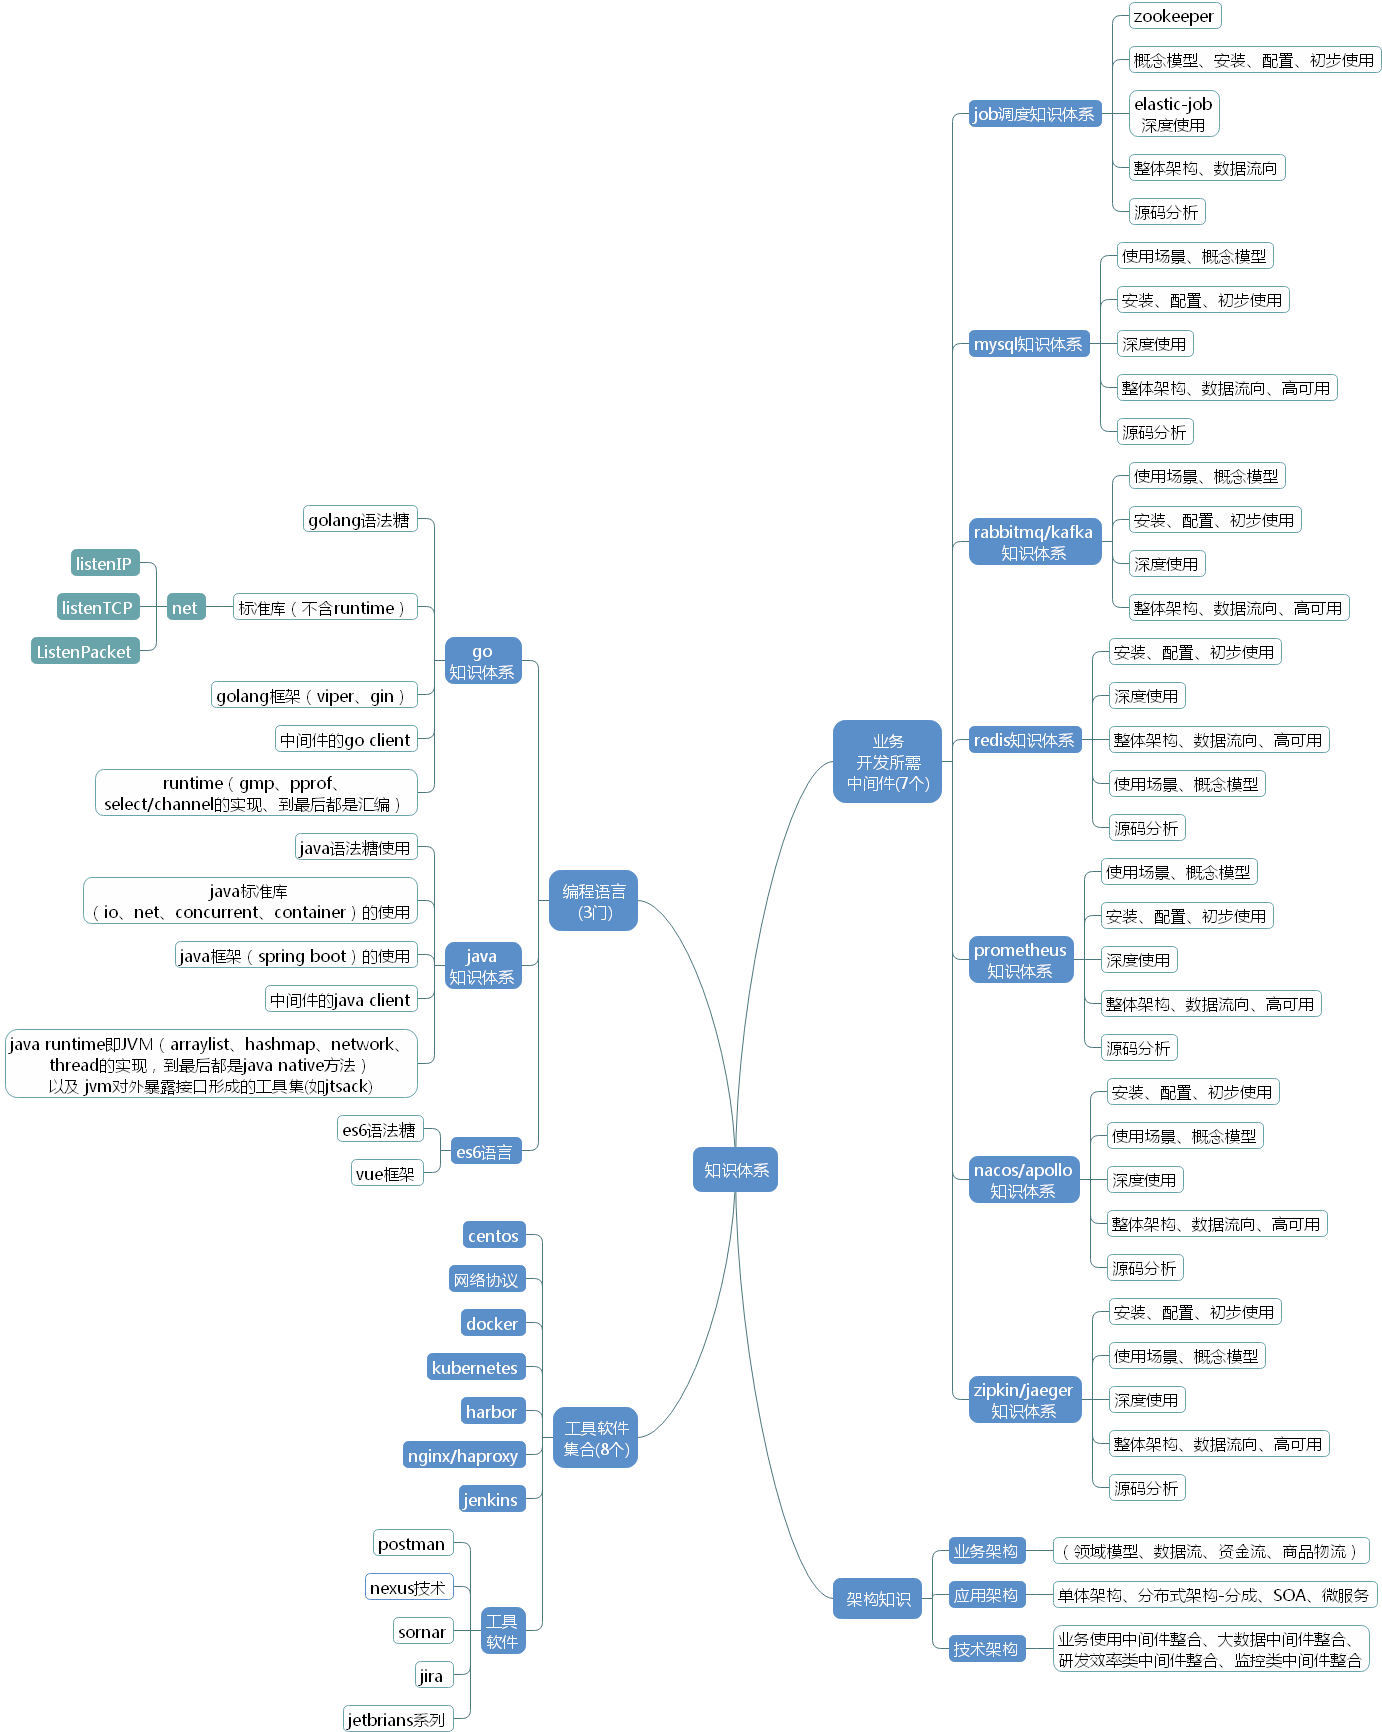 知识体系
业务
开发所需
中间件(7个)
job调度知识体系
zookeeper
概念模型、安装、配置、初步使用
elastic-job
深度使用
整体架构、数据流向
源码分析
mysql知识体系
使用场景、概念模型
安装、配置、初步使用
深度使用
整体架构、数据流向、高可用
源码分析
rabbitmq/kafka
知识体系
使用场景、概念模型
安装、配置、初步使用
深度使用
整体架构、数据流向、高可用
redis知识体系
安装、配置、初步使用
深度使用
整体架构、数据流向、高可用
使用场景、概念模型
源码分析
prometheus
知识体系
使用场景、概念模型
安装、配置、初步使用
深度使用
整体架构、数据流向、高可用
源码分析
nacos/apollo
知识体系
安装、配置、初步使用
使用场景、概念模型
深度使用
整体架构、数据流向、高可用
源码分析
zipkin/jaeger
知识体系
安装、配置、初步使用
使用场景、概念模型
深度使用
整体架构、数据流向、高可用
源码分析
架构知识
业务架构
（领域模型、数据流、资金流、商品物流）
应用架构
单体架构、分布式架构-分成、SOA、微服务
技术架构
业务使用中间件整合、大数据中间件整合、
研发效率类中间件整合、监控类中间件整合
编程语言
(3门)
go
知识体系
golang语法糖
标准库（不含runtime）
net
listenIP
listenTCP
ListenPacket
golang框架（viper、gin）
中间件的go client
runtime（gmp、pprof、
select/channel的实现、到最后都是汇编）
java
知识体系
java语法糖使用
java标准库
（io、net、concurrent、container）的使用
java框架（spring boot）的使用
中间件的java client
java runtime即JVM（arraylist、hashmap、network、
thread的实现，到最后都是java native方法）
以及 jvm对外暴露接口形成的工具集(如jtsack)
es6语言
es6语法糖
vue框架
工具软件
集合(8个)
centos
网络协议
docker
kubernetes
harbor
nginx/haproxy
jenkins
工具
软件
postman
nexus技术
sornar
jira
jetbrians系列